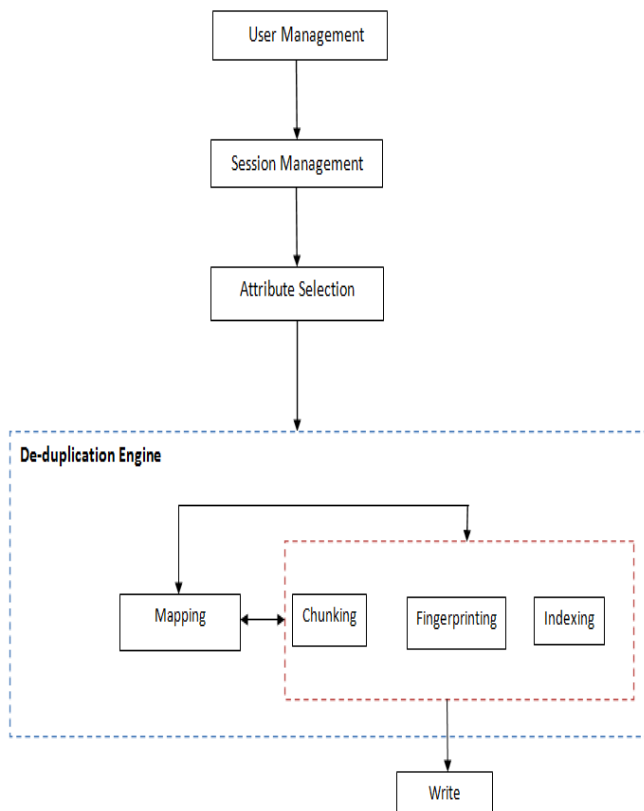 User Management
Session Management
Attribute Selection
De-duplication Engine
Mapping
Chunking
Fingerprinting
Indexing
Write